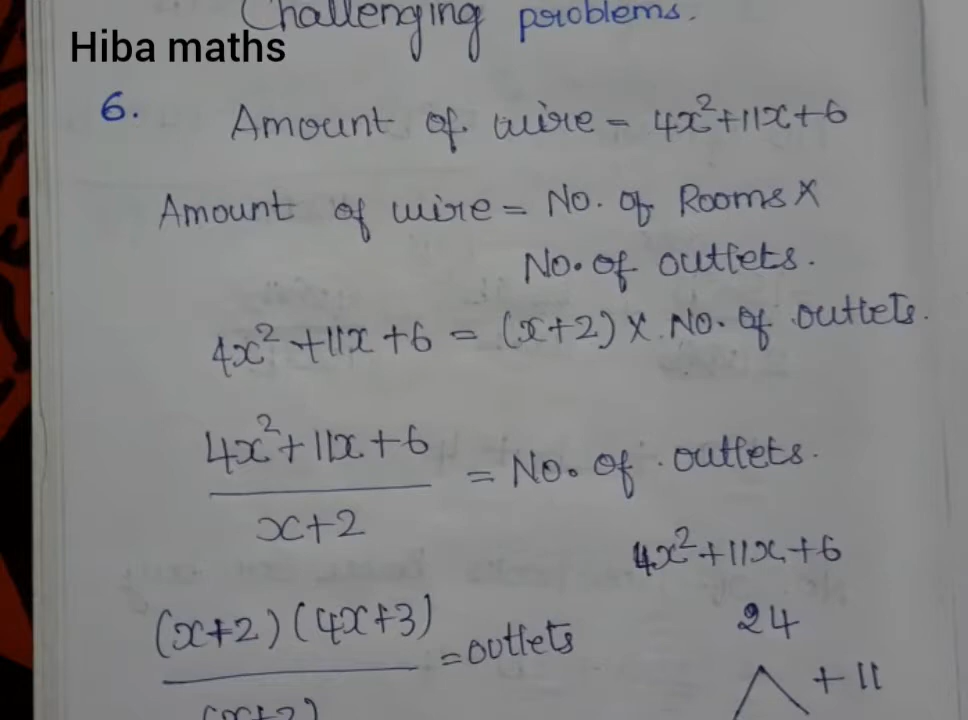 Challenging problems.
Hiba maths
6. Amount of wire = 4x²+11x+6
Amount of wire = No. of Rooms ×
No. of outlets.
4x² +11x +6 = (x+2) × No. of outlets.
4x²+11x+6
= No. of outlets.
x+2
4x²+11x+6
(x+2)(4x+3)
= outlets
24
+11
(x+2)